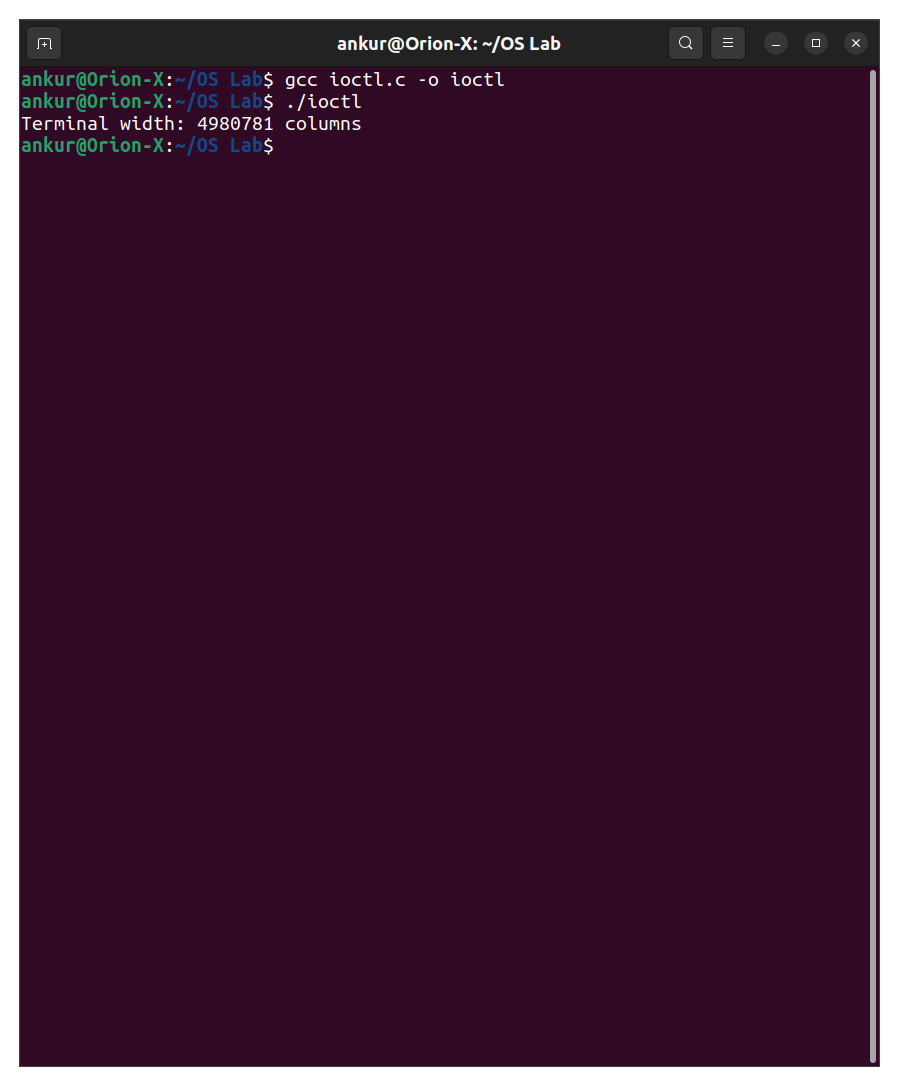 ankur@Orion-X: ~/OS Lab
ankur@Orion-X:~/OS Lab$ gcc ioctl.c -o ioctl
ankur@Orion-X:~/OS Lab$ ./ioctl
Terminal width: 4980781 columns
ankur@Orion-X:~/OS Lab$